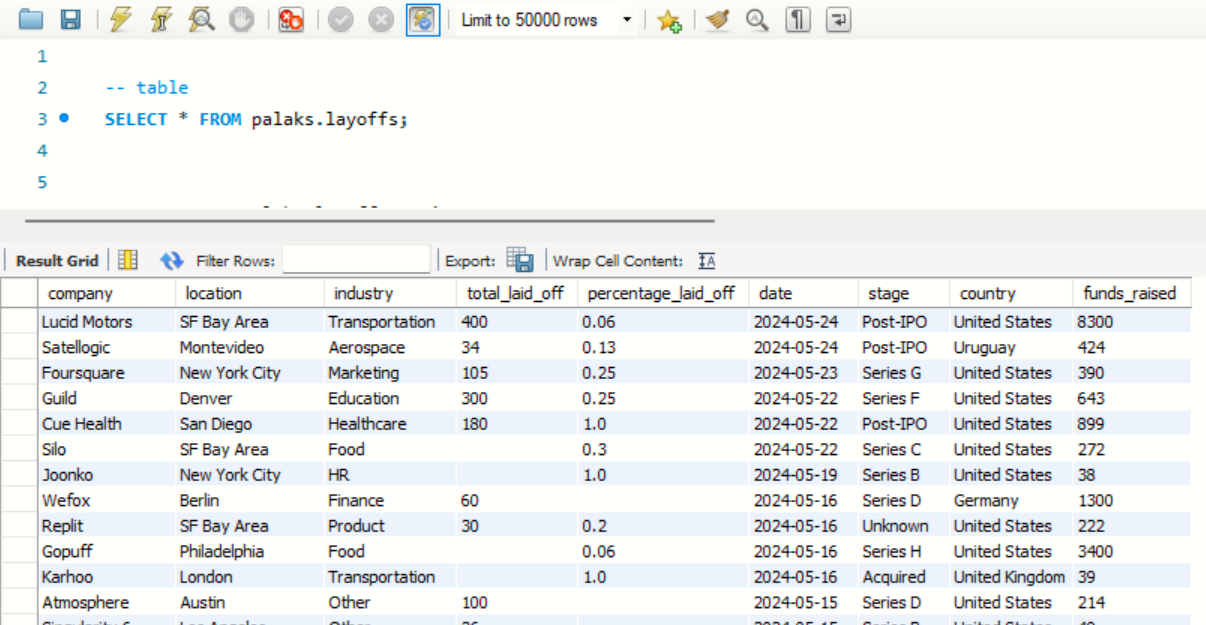 Limit to 50000 rows
1
2 -- table
3 SELECT * FROM palaks.layoffs;
4
5
Result Grid Filter Rows: Export: Wrap Cell Content:
company location industry total_laid_off percentage_laid_off date stage country funds_raised
Lucid Motors SF Bay Area Transportation 400 0.06 2024-05-24 Post-IPO United States 8300
Satellogic Montevideo Aerospace 34 0.13 2024-05-24 Post-IPO Uruguay 424
Foursquare New York City Marketing 105 0.25 2024-05-23 Series G United States 390
Guild Denver Education 300 0.25 2024-05-22 Series F United States 643
Cue Health San Diego Healthcare 180 1.0 2024-05-22 Post-IPO United States 899
Silo SF Bay Area Food 0.3 2024-05-22 Series C United States 272
Joonko New York City HR 1.0 2024-05-19 Series B United States 38
Wefox Berlin Finance 60 2024-05-16 Series D Germany 1300
Replit SF Bay Area Product 30 0.2 2024-05-16 Unknown United States 222
Gopuff Philadelphia Food 0.06 2024-05-16 Series H United States 3400
Karhoo London Transportation 1.0 2024-05-16 Acquired United Kingdom 39
Atmosphere Austin Other 100 2024-05-15 Series D United States 214